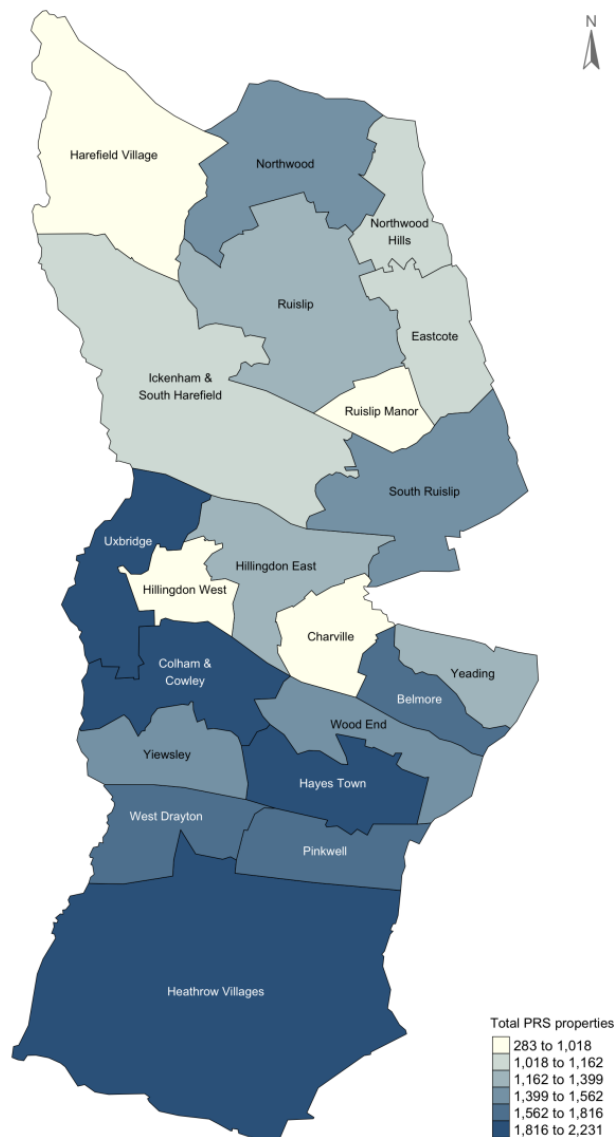 N
Harefield Village
Northwood
Northwood
Hills
Ruislip
Eastcote
Ickenham &
South Harefield
Ruislip Manor
South Ruislip
Uxbridge
Hillingdon East
Hillingdon West
Charville
Colham &
Cowley
Yeading
Belmore
Wood End
Yiewsley
Hayes Town
West Drayton
Pinkwell
Heathrow Villages
Total PRS properties
283 to 1,018
1,018 to 1,162
1,162 to 1,399
1,399 to 1,562
1,562 to 1,816
1,816 to 2,231